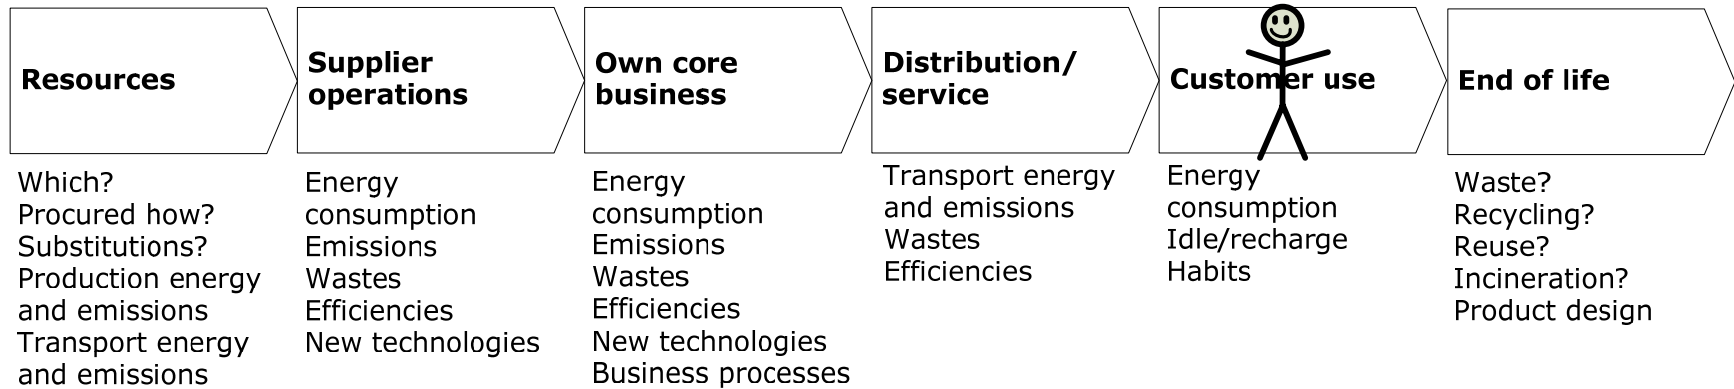 Resources
Which?
Procured how?
Substitutions?
Production energy
and emissions
Transport energy
and emissions
Supplier
operations
Energy
consumption
Emissions
Wastes
Efficiencies
New technologies
Own core
business
Energy
consumption
Emissions
Wastes
Efficiencies
New technologies
Business processes
Distribution/
service
Transport energy
and emissions
Wastes
Efficiencies
Customer use
Energy
consumption
Idle/recharge
Habits
End of life
Waste?
Recycling?
Reuse?
Incineration?
Product design